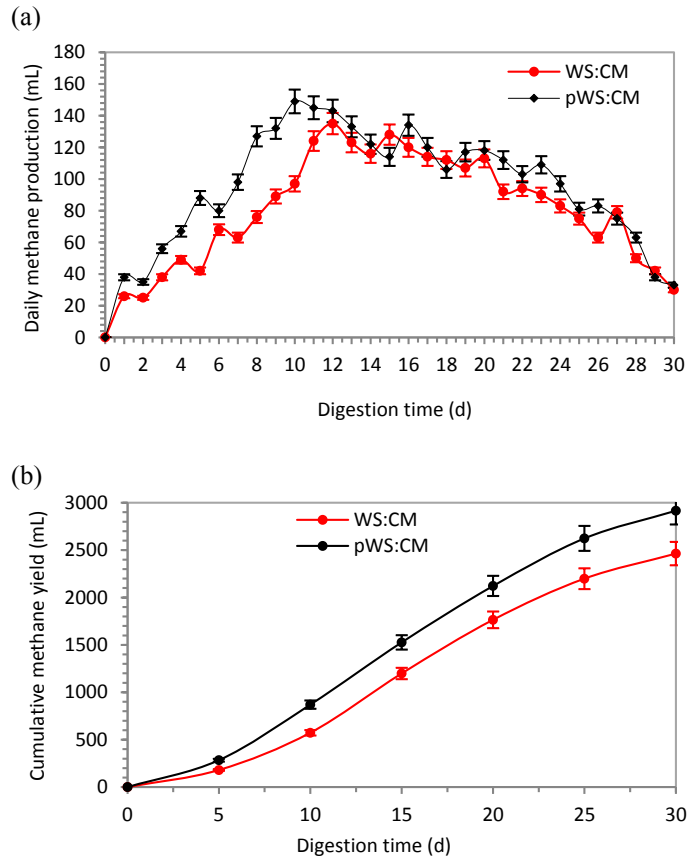 (a)
180
160
140
120
100
80
60
40
20
0
Daily methane production (mL)
WS:CM
pWS:CM
0 2 4 6 8 10 12 14 16 18 20 22 24 26 28 30
Digestion time (d)
(b)
3000
2500
2000
1500
1000
500
0
Cumulative methane yield (mL)
WS:CM
pWS:CM
0 5 10 15 20 25 30
Digestion time (d)